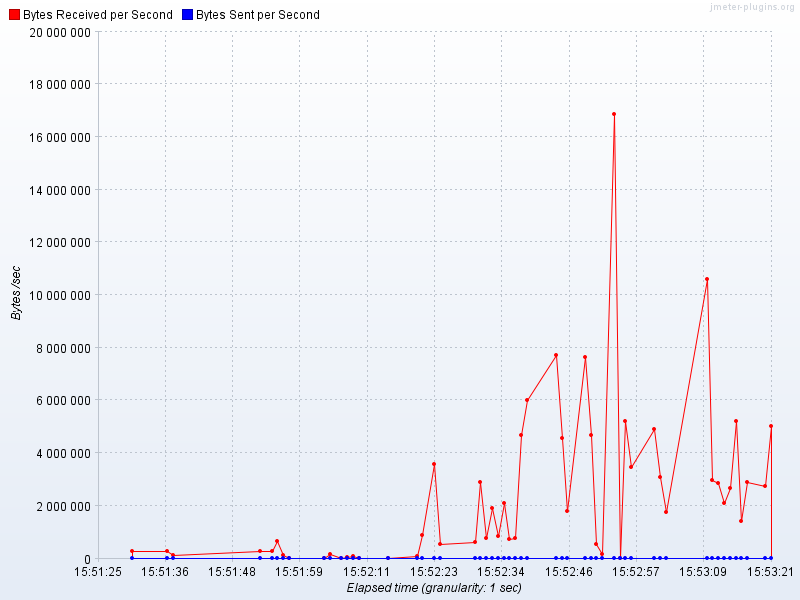 jmeter-plugins.org
Bytes Received per Second Bytes Sent per Second
20 000 000
18 000 000
16 000 000
14 000 000
12 000 000
10 000 000
8 000 000
6 000 000
4 000 000
2 000 000
0
Bytes /sec
15:51:25 15:51:36 15:51:48 15:51:59 15:52:11 15:52:23 15:52:34 15:52:46 15:52:57 15:53:09 15:53:21
Elapsed time (granularity: 1 sec)